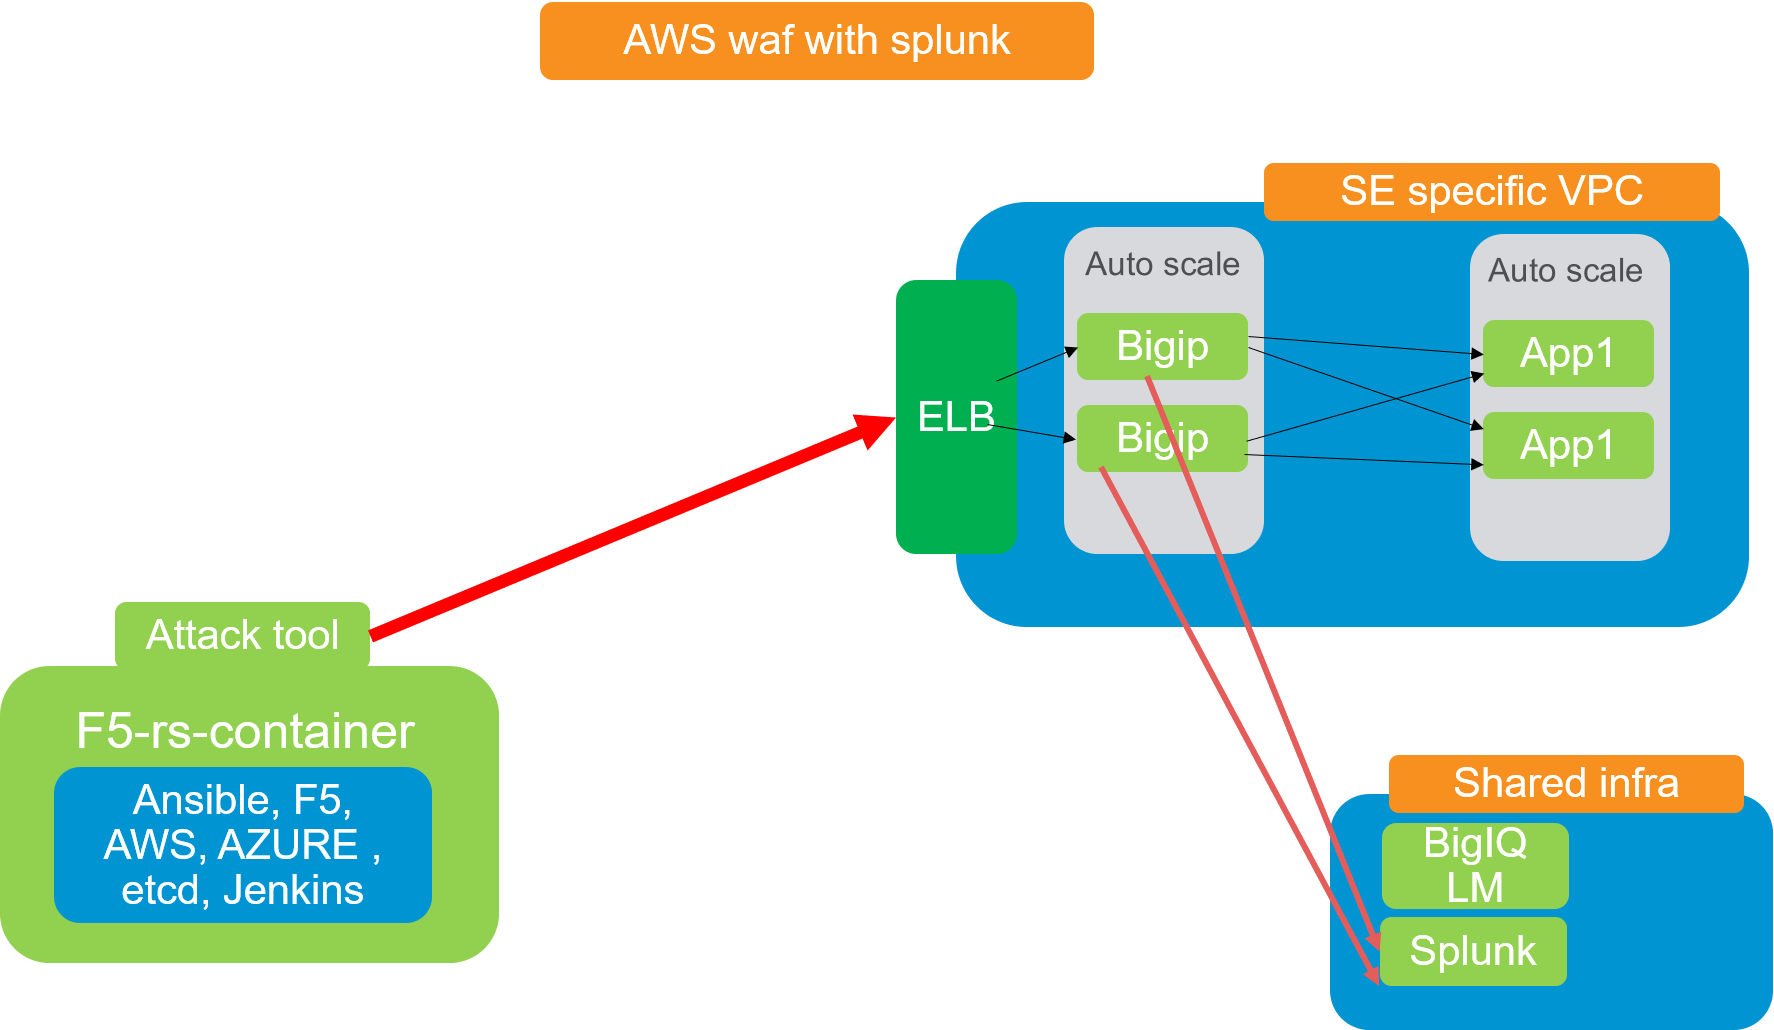 AWS waf with splunk
SE specific VPC
Auto scale
Auto scale
Bigip
App1
ELB
Bigip
App1
Attack tool
F5-rs-container
Ansible, F5,
AWS, AZURE ,
etcd, Jenkins
Shared infra
BigIQ
LM
Splunk